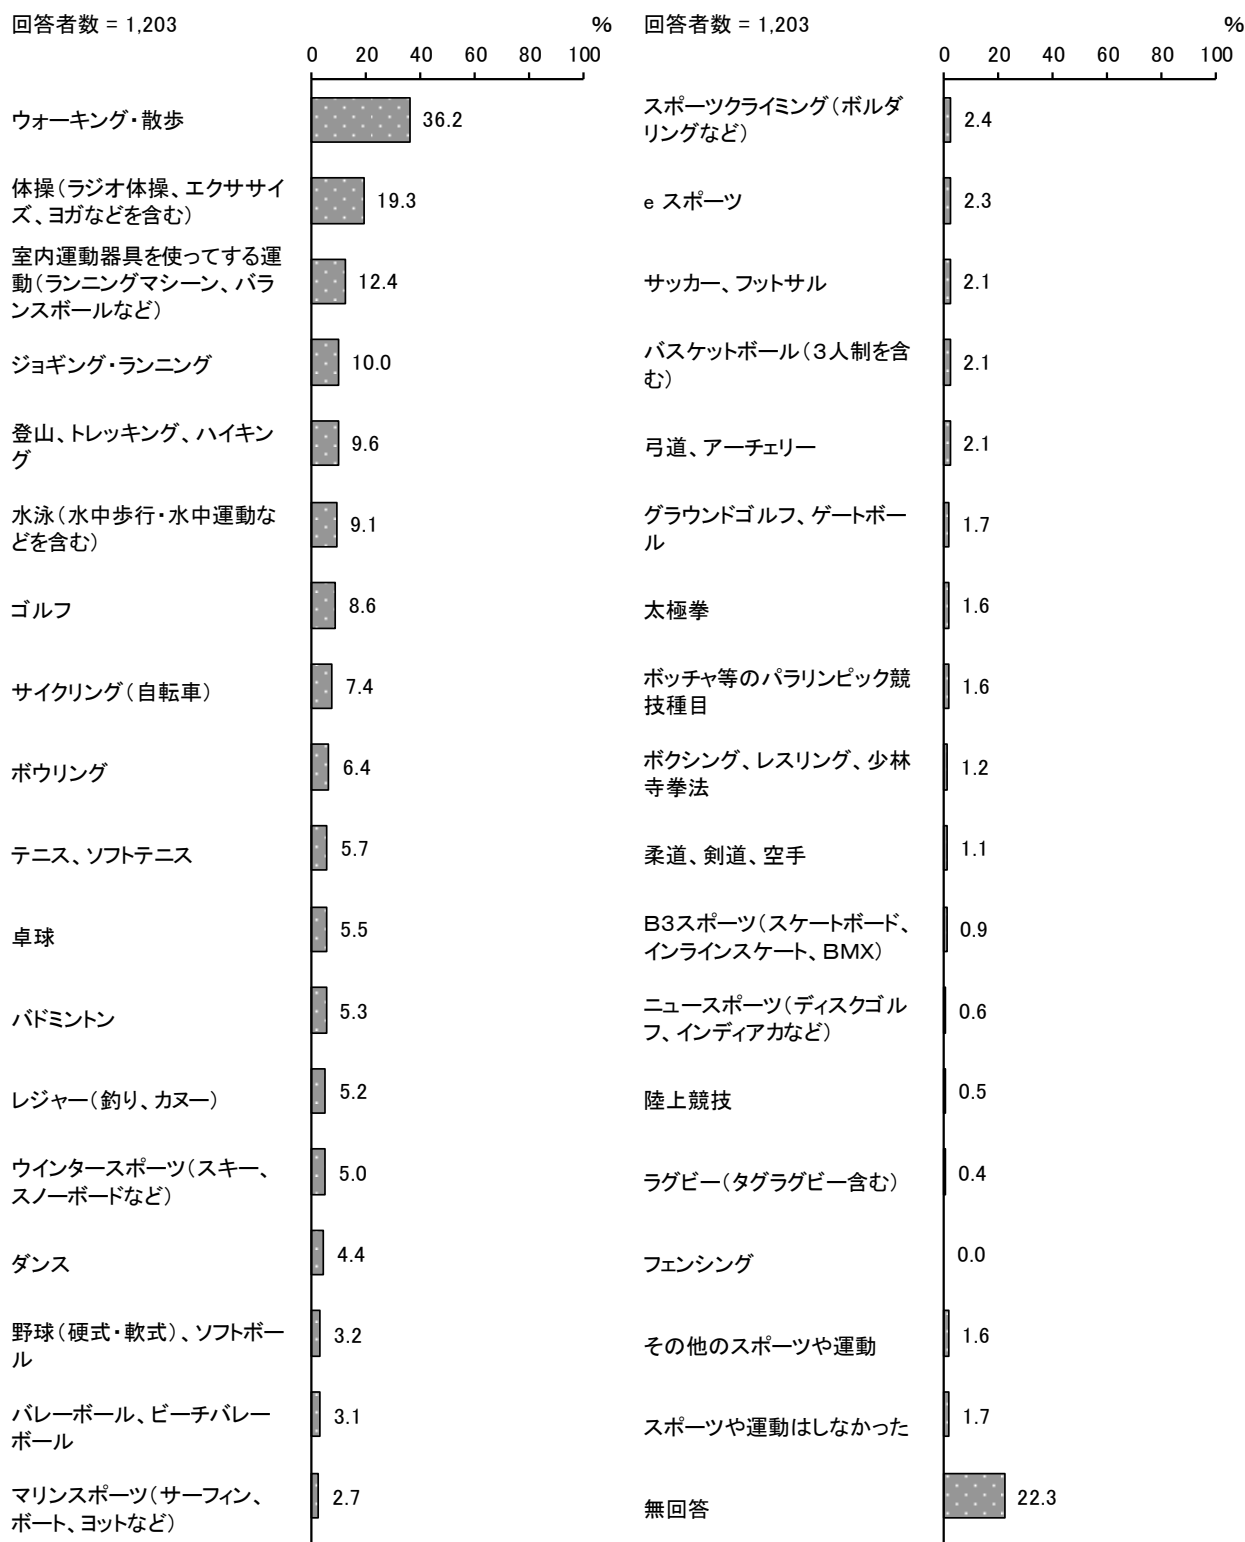 回答者数 = 1,203
%
0 20 40 60 80 100
ウォーキング・散歩
36.2
体操（ラジオ体操、エクササイ
ズ、ヨガなどを含む）
19.3
室内運動器具を使ってする運
動（ランニングマシーン、バラ
ンスボールなど）
12.4
ジョギング・ランニング
10.0
登山、トレッキング、ハイキン
グ
9.6
水泳（水中歩行・水中運動な
どを含む）
9.1
ゴルフ
8.6
サイクリング（自転車）
7.4
ボウリング
6.4
テニス、ソフトテニス
5.7
卓球
5.5
バドミントン
5.3
レジャー（釣り、カヌー）
5.2
ウインタースポーツ（スキー、
スノーボードなど）
5.0
ダンス
4.4
野球（硬式・軟式）、ソフトボー
ル
3.2
バレーボール、ビーチバレー
ボール
3.1
マリンスポーツ（サーフィン、
ボート、ヨットなど）
2.7
回答者数 = 1,203
%
0 20 40 60 80 100
スポーツクライミング（ボルダ
リングなど）
2.4
e スポーツ
2.3
サッカー、フットサル
2.1
バスケットボール（３人制を含
む）
2.1
弓道、アーチェリー
2.1
グラウンドゴルフ、ゲートボー
ル
1.7
太極拳
1.6
ボッチャ等のパラリンピック競
技種目
1.6
ボクシング、レスリング、少林
寺拳法
1.2
柔道、剣道、空手
1.1
Ｂ３スポーツ（スケートボード、
インラインスケート、ＢＭＸ）
0.9
ニュースポーツ（ディスクゴル
フ、インディアカなど）
0.6
陸上競技
0.5
ラグビー（タグラグビー含む）
0.4
フェンシング
0.0
その他のスポーツや運動
1.6
スポーツや運動はしなかった
1.7
無回答
22.3